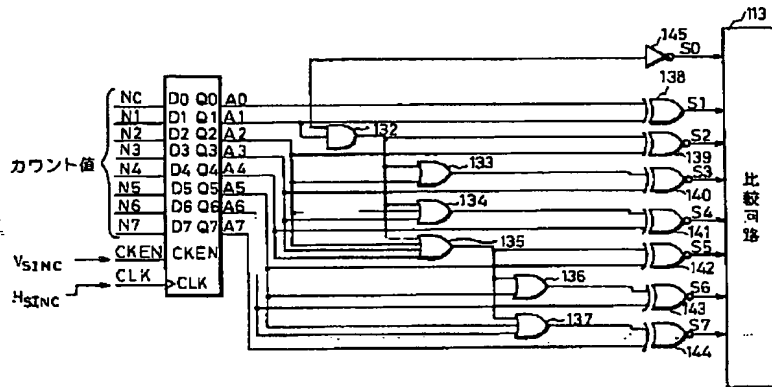 113
145
S0
138
NC D0 Q0 A0
S1
N1 D1 Q1 A1
132
N2 D2 Q2 A2
S2
139
N3 D3 Q3 A3
133
S3
カウント値
N4 D4 Q4 A4
140
N5 D5 Q5 A5
134
S4
N6 D6 Q6 A6
141
N7 D7 Q7 A7
135
S5
142
VSINC CKEN CKEN
136
S6
HSINC CLK CLK
143
137
S7
144
比較回路